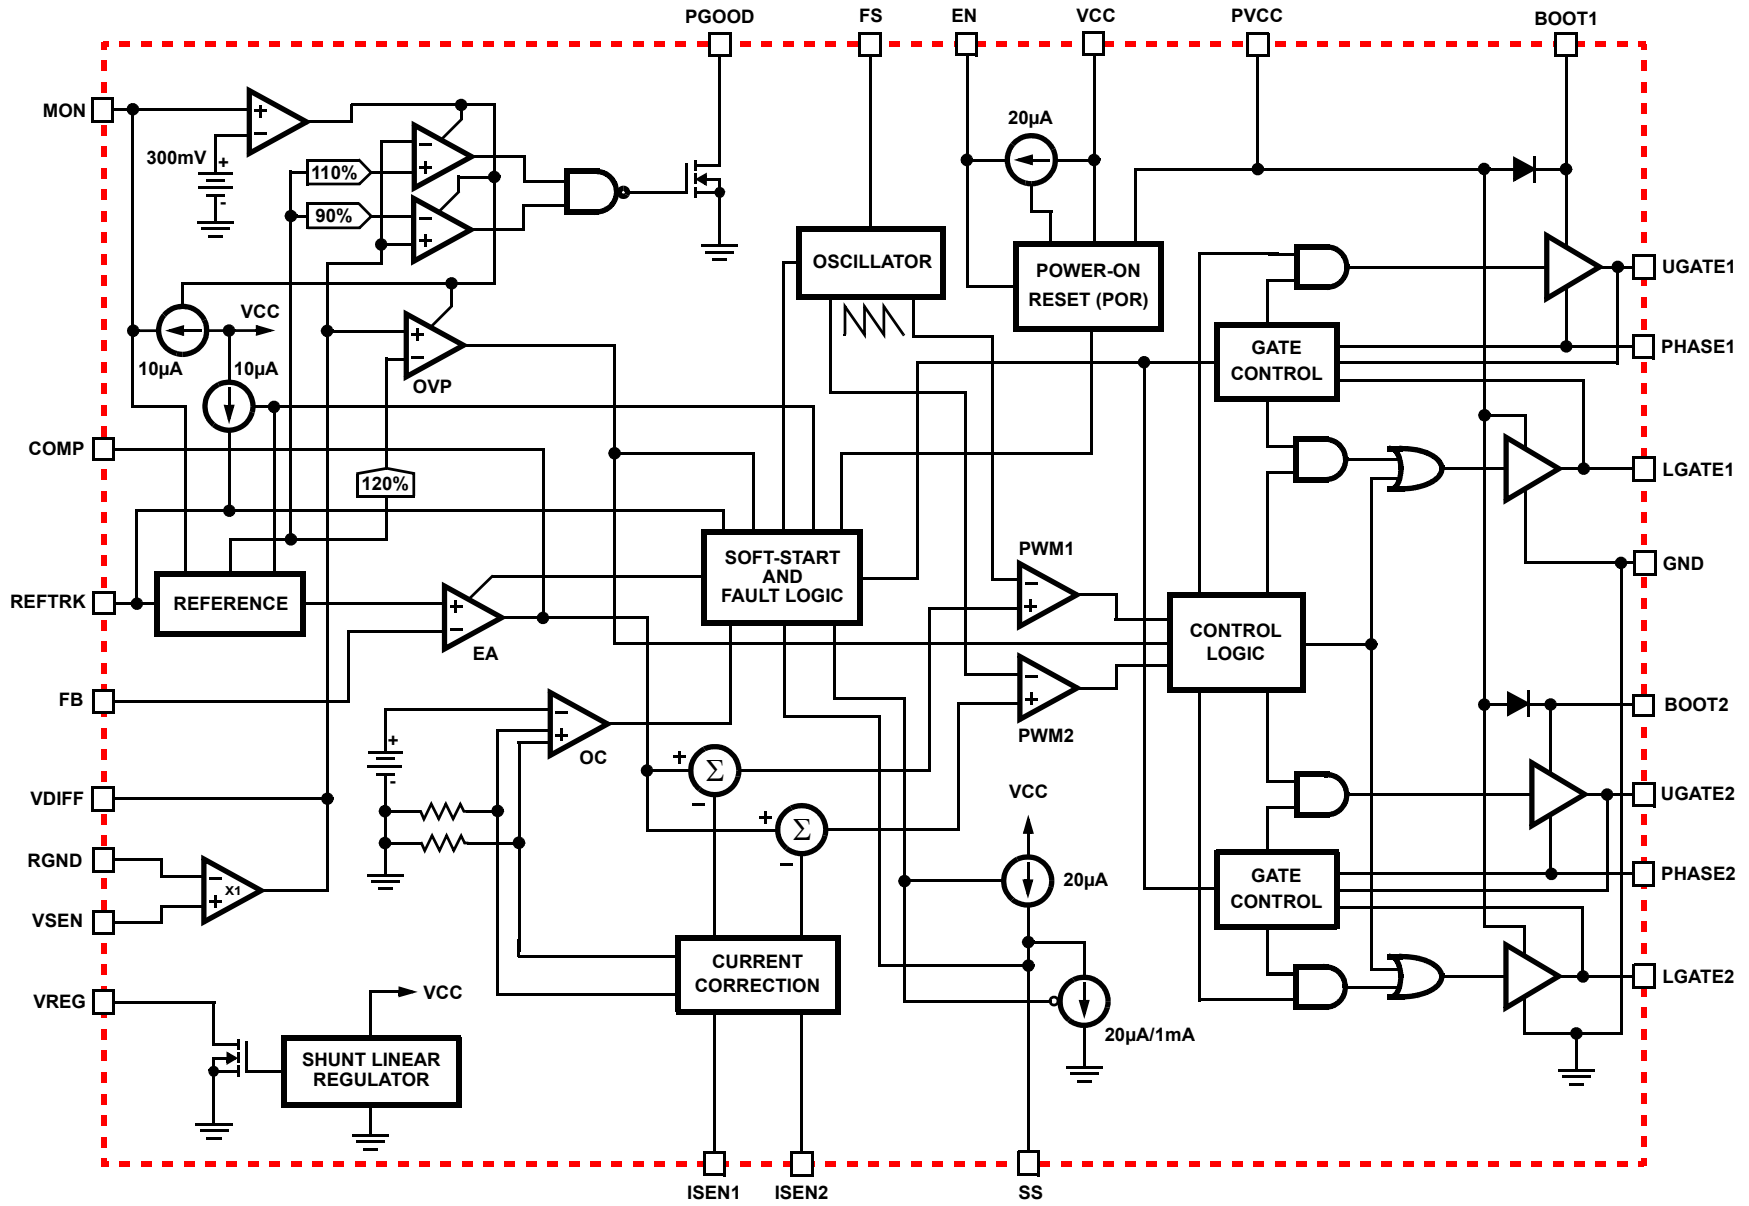 PGOOD
FS
EN
VCC
PVCC
BOOT1
MON
+
−
300mV
+
-
110%
90%
−
+
−
+
20µA
OSCILLATOR
POWER-ON
RESET (POR)
UGATE1
VCC
10µA
10µA
+
−
OVP
GATE
CONTROL
PHASE1
COMP
120%
LGATE1
SOFT-START
AND
FAULT LOGIC
PWM1
−
+
GND
REFTRK
REFERENCE
+
−
EA
CONTROL
LOGIC
FB
−
+
PWM2
BOOT2
−
+
OC
+
-
+
Σ
−
+
Σ
−
VDIFF
VCC
UGATE2
RGND
VSEN
−
+
X1
20µA
GATE
CONTROL
PHASE2
CURRENT
CORRECTION
LGATE2
VREG
VCC
20µA/1mA
SHUNT LINEAR
REGULATOR
ISEN1
ISEN2
SS